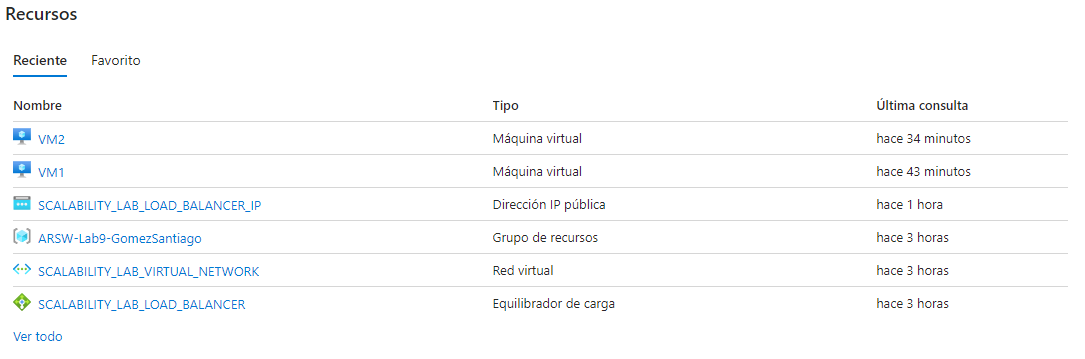 Recursos
Reciente Favorito
Nombre Tipo Última consulta
VM2 Máquina virtual hace 34 minutos
VM1 Máquina virtual hace 43 minutos
SCALABILITY_LAB_LOAD_BALANCER_IP Dirección IP pública hace 1 hora
ARSW-Lab9-GomezSantiago Grupo de recursos hace 3 horas
SCALABILITY_LAB_VIRTUAL_NETWORK Red virtual hace 3 horas
SCALABILITY_LAB_LOAD_BALANCER Equilibrador de carga hace 3 horas
Ver todo